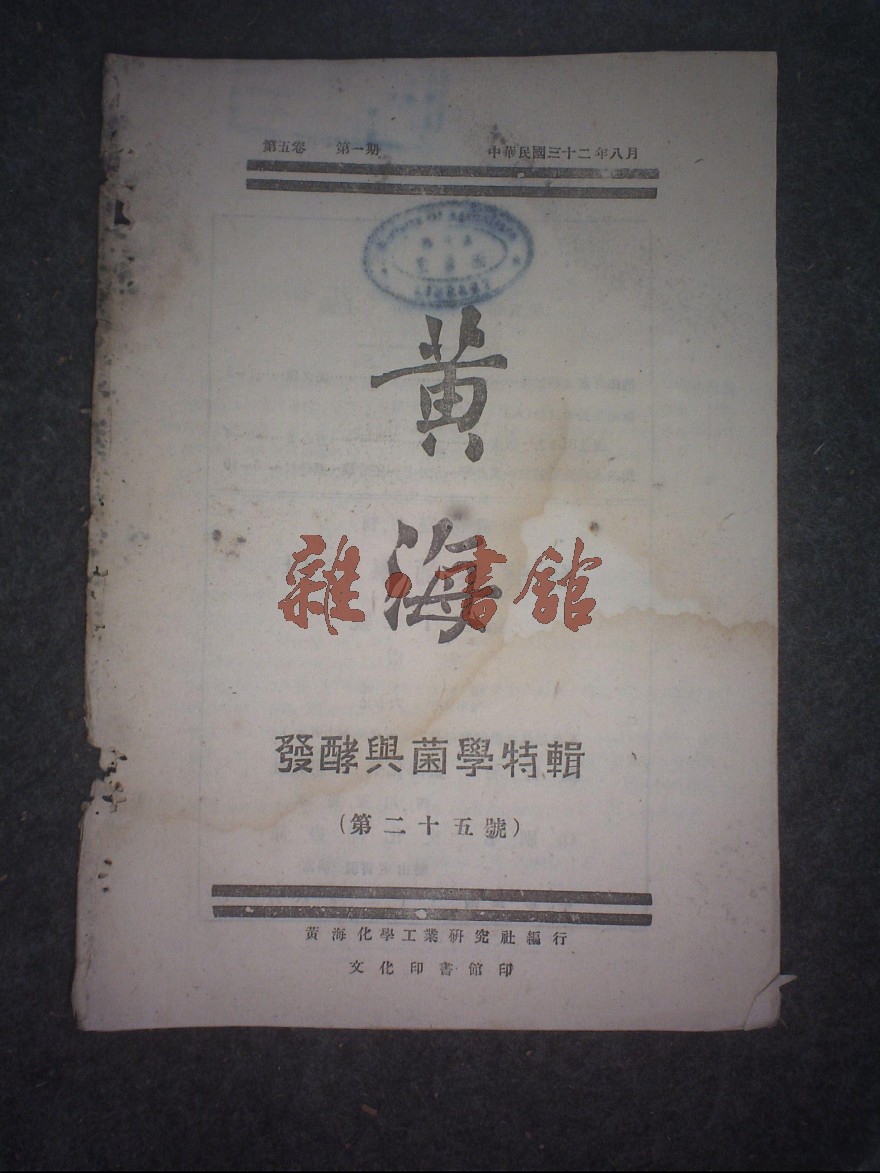 第五卷 第一期 中華民國三十二年八月
黃
海
雜•書館
發酵與菌學特輯
(第二十五號)
黃海化學工業研究社編行
文化印書館印